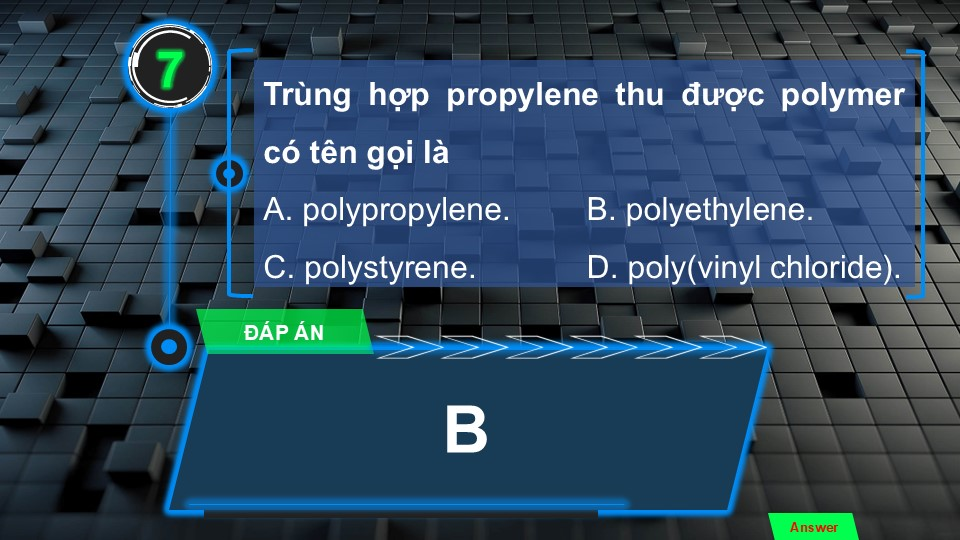 7
Trùng hợp propylene thu được polymer
có tên gọi là
A. polypropylene. B. polyethylene.
C. polystyrene. D. poly(vinyl chloride).
ĐÁP ÁN
B
Answer